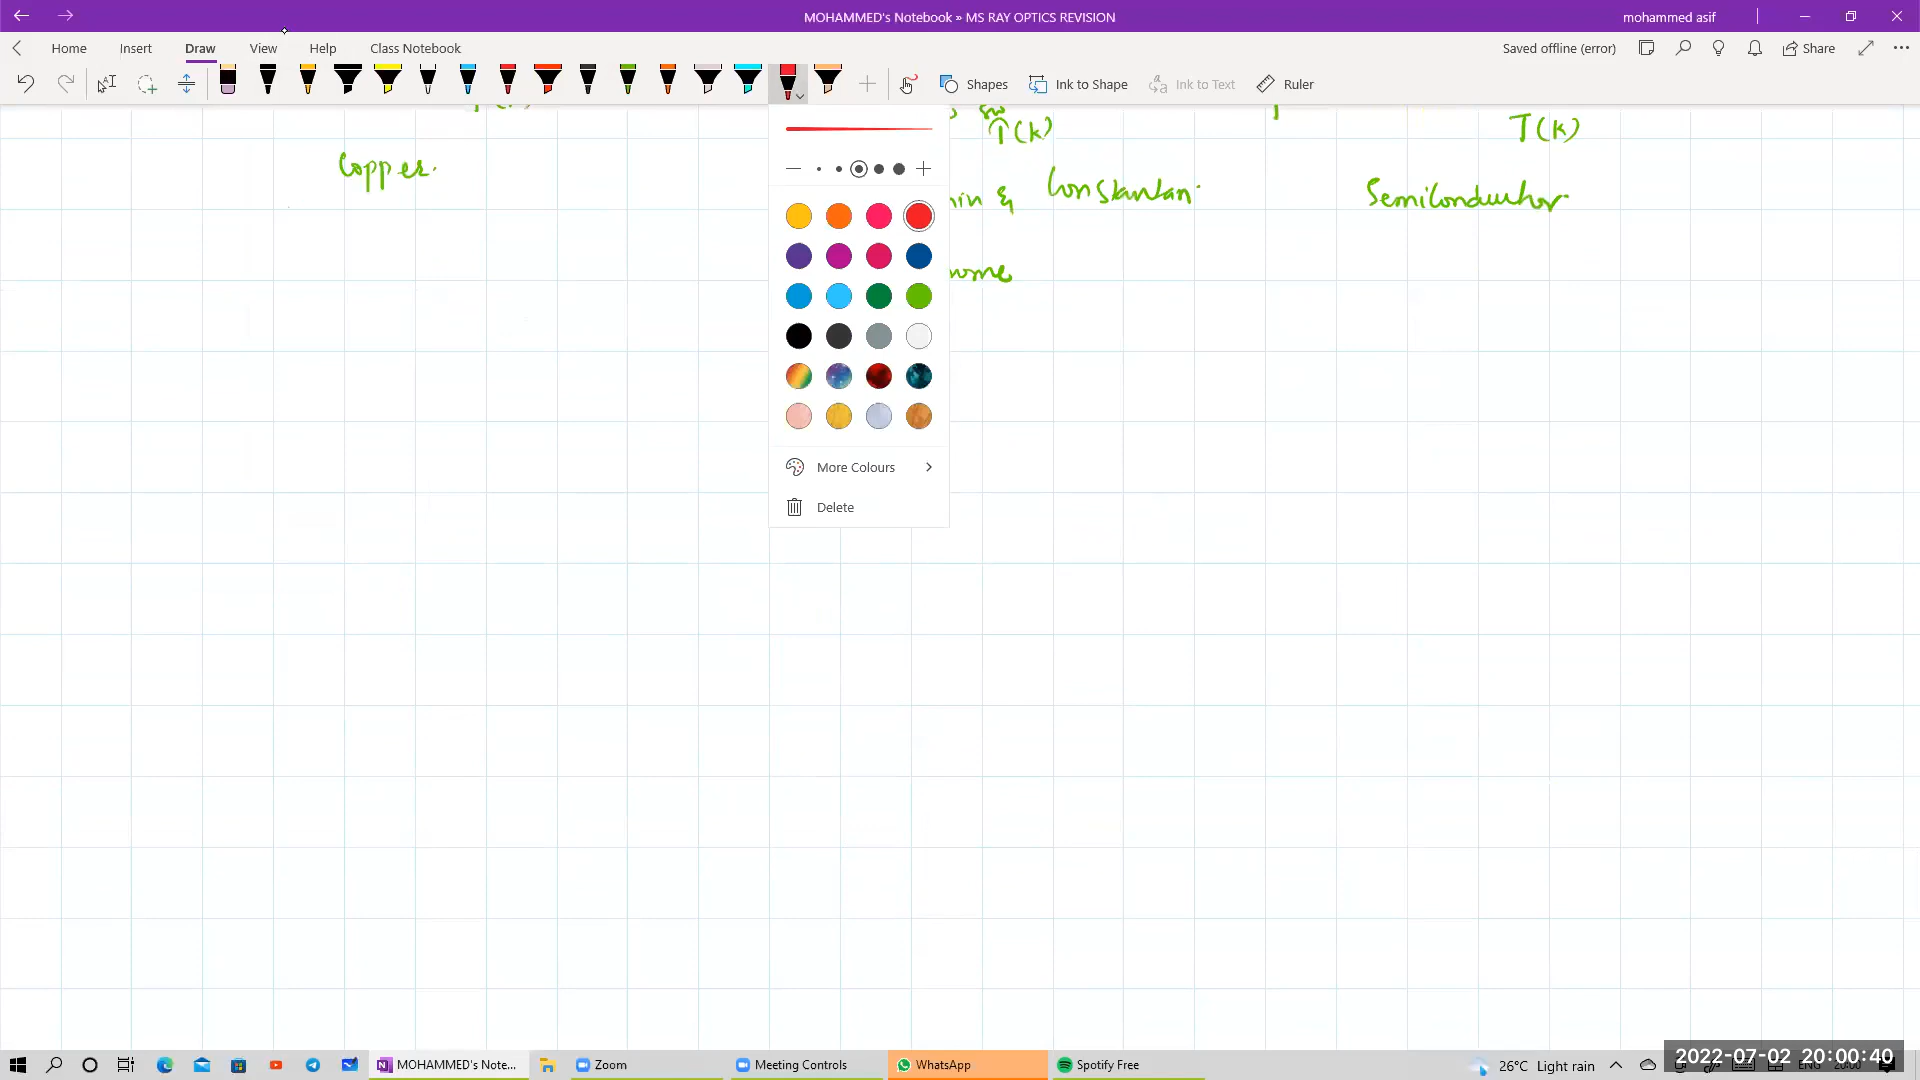 MOHAMMED's Notebook » MS RAY OPTICS REVISION
mohammed asif
Home Insert Draw View Help Class Notebook
Saved offline (error)
Share
Shapes Ink to Shape Ink to Text Ruler
T(k)
T(k)
Copper.
&
Constantan.
Semiconductor
More Colours
Delete
MOHAMMED's Note...
Zoom
Meeting Controls
WhatsApp
Spotify Free
26°C Light rain
2022-07-02 20:00:40